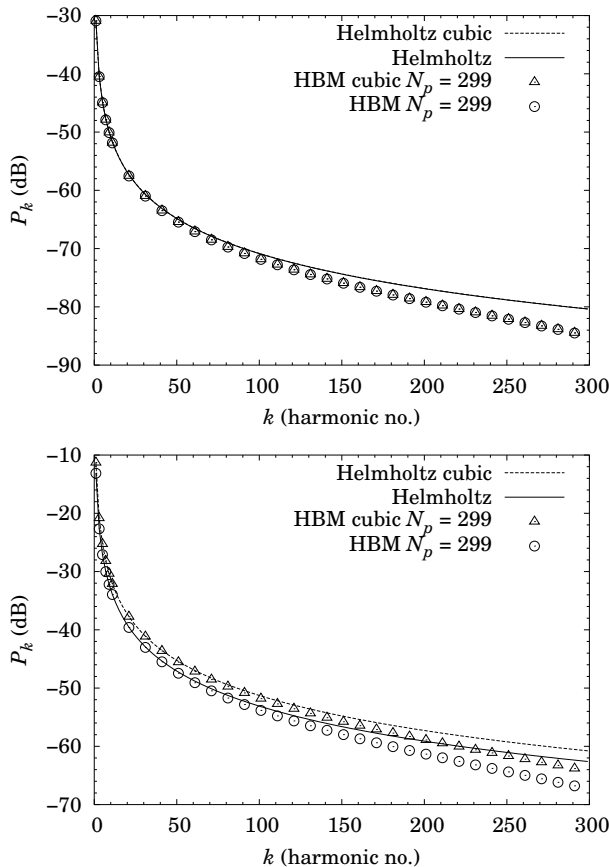 −30
−40
−50
−60
−70
−80
−90
P_k (dB)
Helmholtz cubic
Helmholtz
HBM cubic N_p = 299
HBM N_p = 299
0 50 100 150 200 250 300
k (harmonic no.)
−10
−20
−30
−40
−50
−60
−70
P_k (dB)
Helmholtz cubic
Helmholtz
HBM cubic N_p = 299
HBM N_p = 299
0 50 100 150 200 250 300
k (harmonic no.)